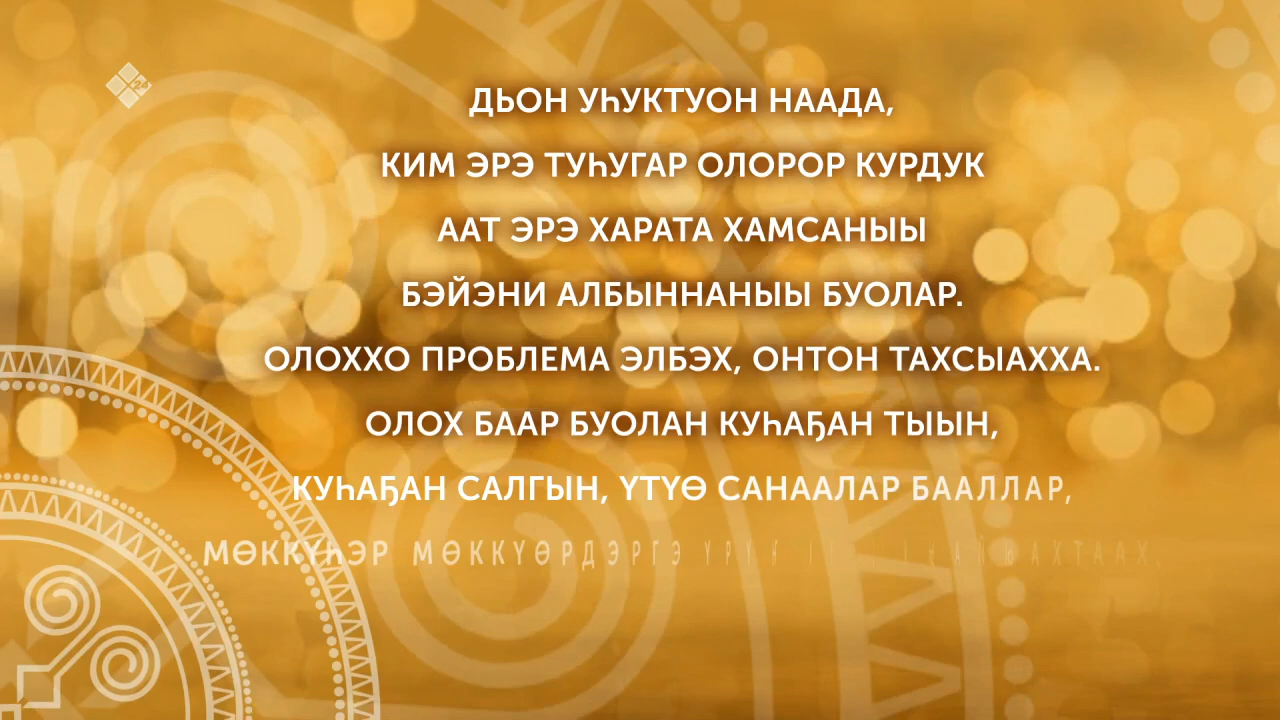 24
ДЬОН УҺУКТУОН НААДА,
КИМ ЭРЭ ТУҺУГАР ОЛОРОР КУРДУК
ААТ ЭРЭ ХАРАТА ХАМСАНЫЫ
БЭЙЭНИ АЛБЫННАНЫЫ БУОЛАР.
ОЛОХХО ПРОБЛЕМА ЭЛБЭХ, ОНТОН ТАХСЫАХХА.
ОЛОХ БААР БУОЛАН КУҺАҔАН ТЫЫН,
КУҺАҔАН САЛГЫН, ҮТҮӨ САНААЛАР БААЛЛАР,
МӨККҮҺЭР МӨККҮӨРДЭРГЭ